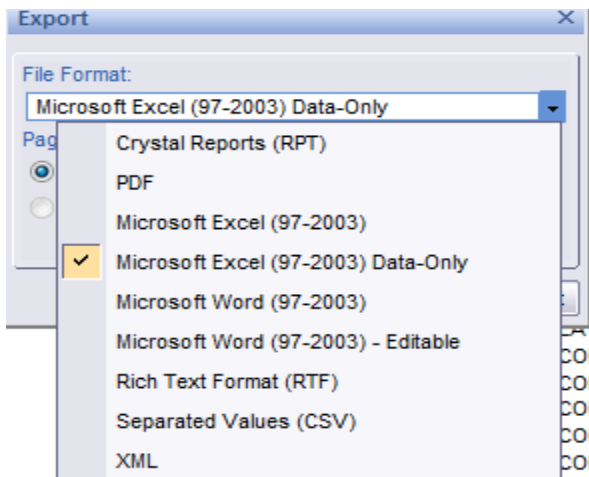 Export
File Format:
Microsoft Excel (97-2003) Data-Only
Pag
Crystal Reports (RPT)
PDF
Microsoft Excel (97-2003)
Microsoft Excel (97-2003) Data-Only
Microsoft Word (97-2003)
Microsoft Word (97-2003) - Editable
Rich Text Format (RTF)
Separated Values (CSV)
XML